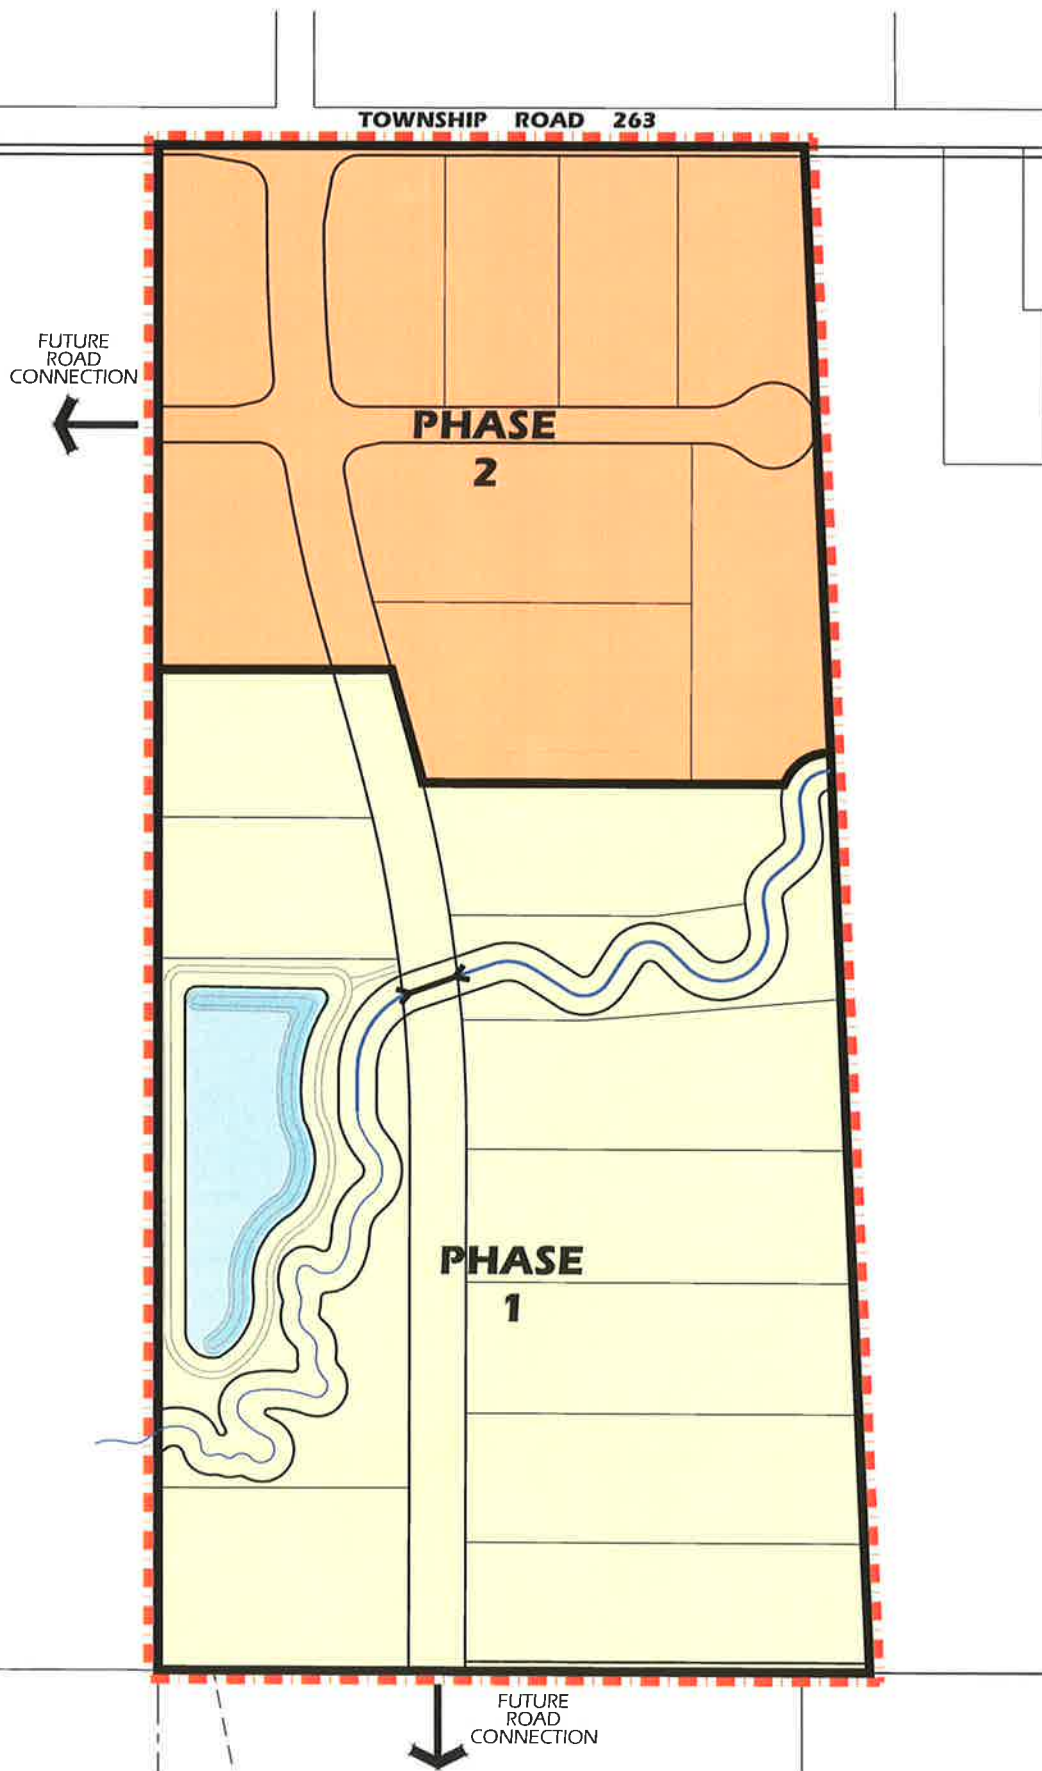 TOWNSHIP ROAD 263
FUTURE
ROAD
CONNECTION
PHASE
2
PHASE
1
FUTURE
ROAD
CONNECTION